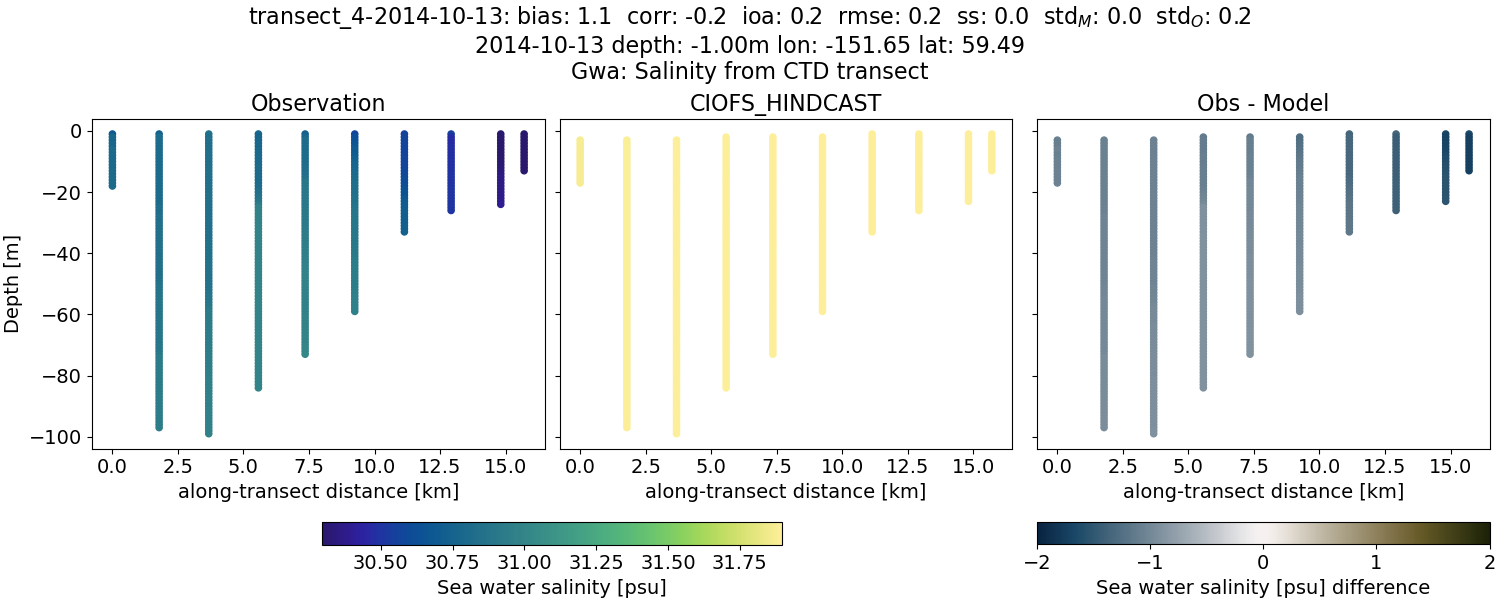 transect_4-2014-10-13: bias: 1.1  corr: -0.2  ioa: 0.2  rmse: 0.2  ss: 0.0  std_M: 0.0  std_O: 0.2
2014-10-13 depth: -1.00m lon: -151.65 lat: 59.49
Gwa: Salinity from CTD transect
Observation
CIOFS_HINDCAST
Obs - Model
Depth [m]
0
−20
−40
−60
−80
−100
0.0 2.5 5.0 7.5 10.0 12.5 15.0
0.0 2.5 5.0 7.5 10.0 12.5 15.0
0.0 2.5 5.0 7.5 10.0 12.5 15.0
along-transect distance [km]
along-transect distance [km]
along-transect distance [km]
30.50 30.75 31.00 31.25 31.50 31.75
Sea water salinity [psu]
−2 −1 0 1 2
Sea water salinity [psu] difference